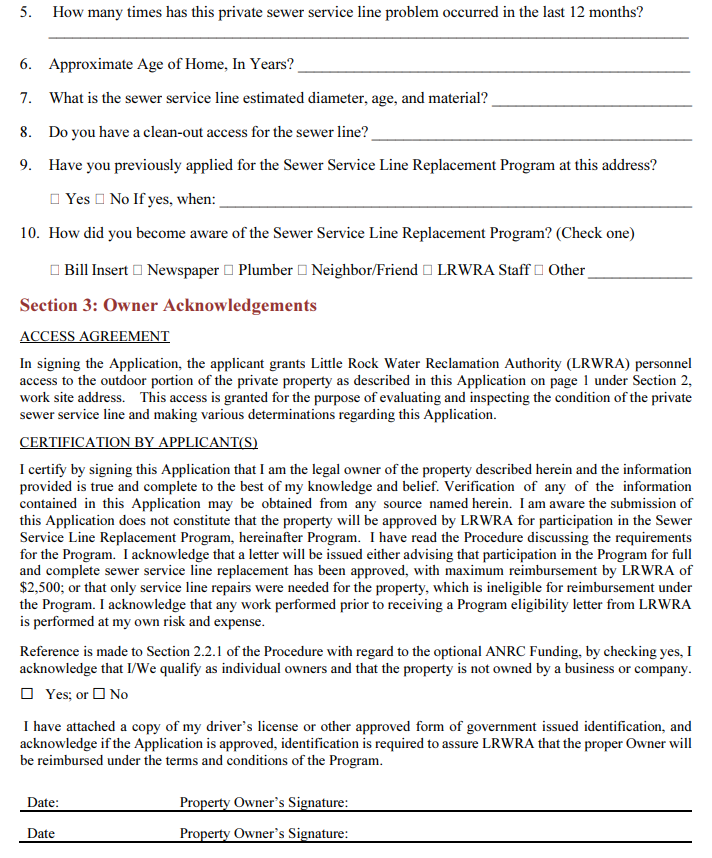 5. How many times has this private sewer service line problem occurred in the last 12 months?
6. Approximate Age of Home, In Years?
7. What is the sewer service line estimated diameter, age, and material?
8. Do you have a clean-out access for the sewer line?
9. Have you previously applied for the Sewer Service Line Replacement Program at this address?
☐ Yes ☐ No If yes, when:
10. How did you become aware of the Sewer Service Line Replacement Program? (Check one)
☐ Bill Insert ☐ Newspaper ☐ Plumber ☐ Neighbor/Friend ☐ LRWRA Staff ☐ Other
Section 3: Owner Acknowledgements
ACCESS AGREEMENT
In signing the Application, the applicant grants Little Rock Water Reclamation Authority (LRWRA) personnel
access to the outdoor portion of the private property as described in this Application on page 1 under Section 2,
work site address. This access is granted for the purpose of evaluating and inspecting the condition of the private
sewer service line and making various determinations regarding this Application.
CERTIFICATION BY APPLICANT(S)
I certify by signing this Application that I am the legal owner of the property described herein and the information
provided is true and complete to the best of my knowledge and belief. Verification of any of the information
contained in this Application may be obtained from any source named herein. I am aware the submission of
this Application does not constitute that the property will be approved by LRWRA for participation in the Sewer
Service Line Replacement Program, hereinafter Program. I have read the Procedure discussing the requirements
for the Program. I acknowledge that a letter will be issued either advising that participation in the Program for full
and complete sewer service line replacement has been approved, with maximum reimbursement by LRWRA of
$2,500; or that only service line repairs were needed for the property, which is ineligible for reimbursement under
the Program. I acknowledge that any work performed prior to receiving a Program eligibility letter from LRWRA
is performed at my own risk and expense.
Reference is made to Section 2.2.1 of the Procedure with regard to the optional ANRC Funding, by checking yes, I
acknowledge that I/We qualify as individual owners and that the property is not owned by a business or company.
☐ Yes; or ☐ No
I have attached a copy of my driver's license or other approved form of government issued identification, and
acknowledge if the Application is approved, identification is required to assure LRWRA that the proper Owner will
be reimbursed under the terms and conditions of the Program.
Date: Property Owner's Signature:
Date Property Owner's Signature: